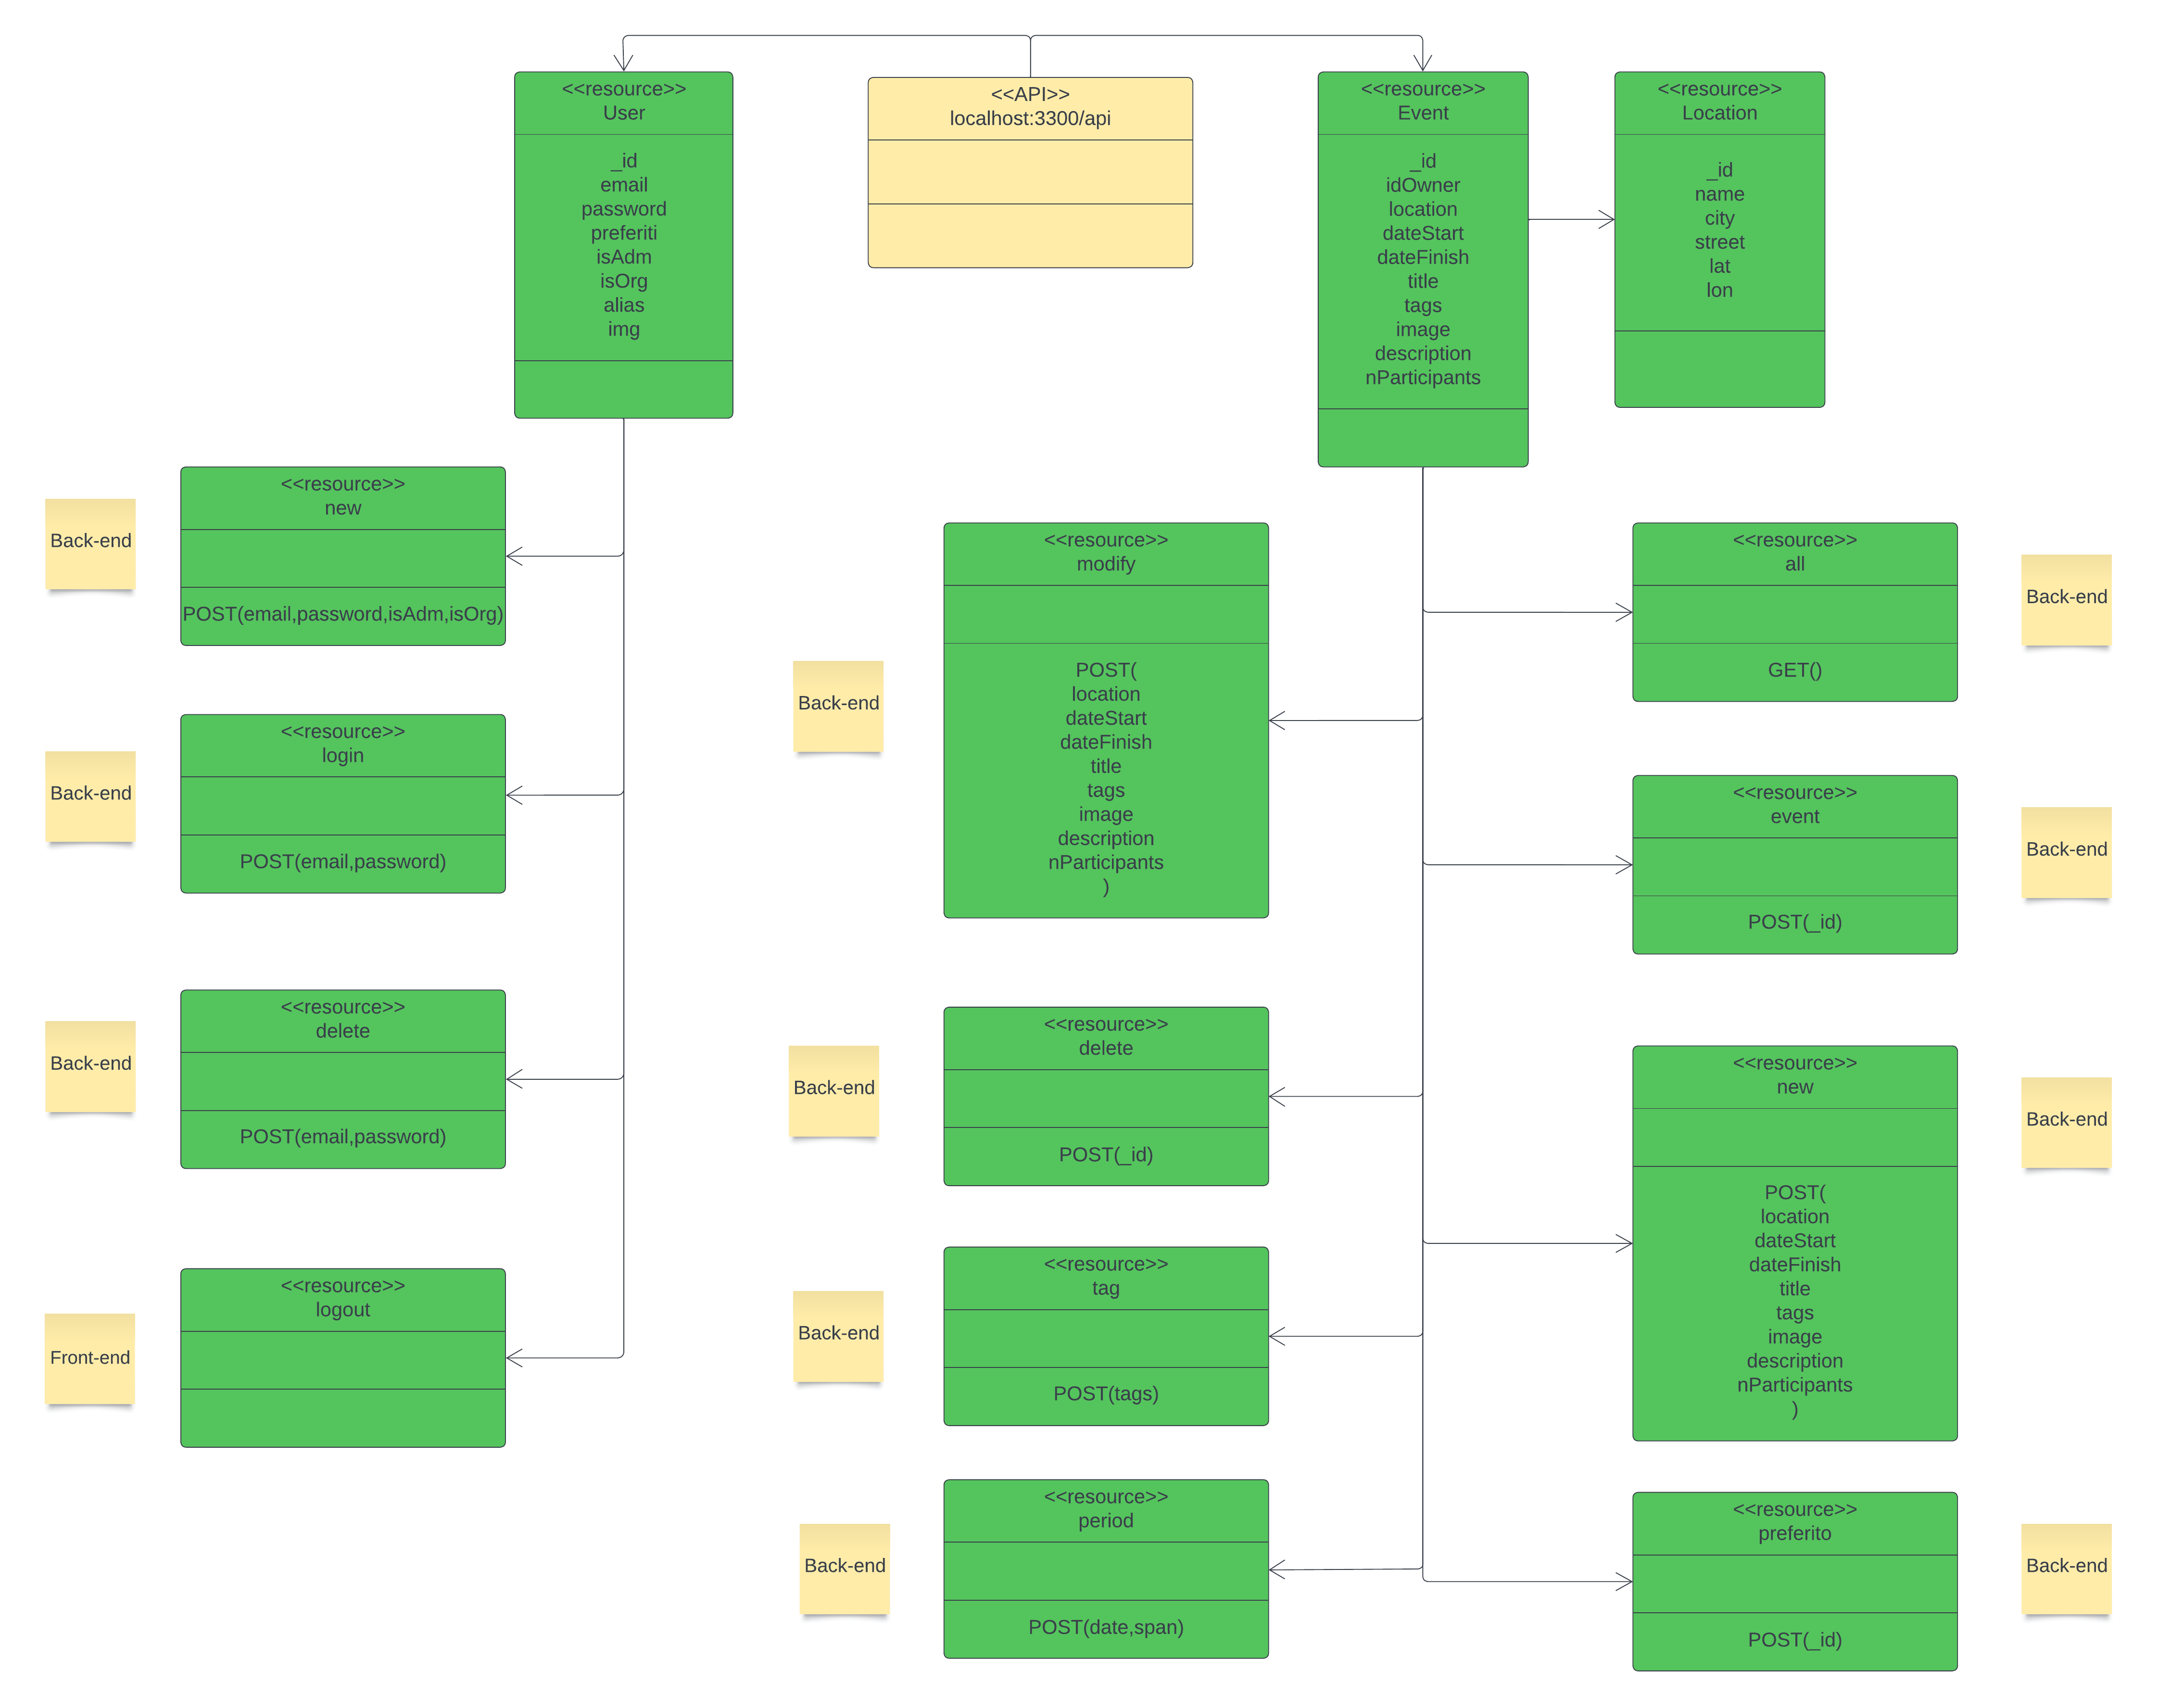 <<resource>>
User
_id
email
password
preferiti
isAdm
isOrg
alias
img
<<API>>
localhost:3300/api
<<resource>>
Event
_id
idOwner
location
dateStart
dateFinish
title
tags
image
description
nParticipants
<<resource>>
Location
_id
name
city
street
lat
lon
Back-end
<<resource>>
new
POST(email,password,isAdm,isOrg)
Back-end
<<resource>>
login
POST(email,password)
Back-end
<<resource>>
delete
POST(email,password)
Front-end
<<resource>>
logout
Back-end
<<resource>>
modify
POST(
location
dateStart
dateFinish
title
tags
image
description
nParticipants
)
Back-end
<<resource>>
delete
POST(_id)
Back-end
<<resource>>
tag
POST(tags)
Back-end
<<resource>>
period
POST(date,span)
<<resource>>
all
GET()
Back-end
<<resource>>
event
POST(_id)
Back-end
<<resource>>
new
POST(
location
dateStart
dateFinish
title
tags
image
description
nParticipants
)
Back-end
<<resource>>
preferito
POST(_id)
Back-end